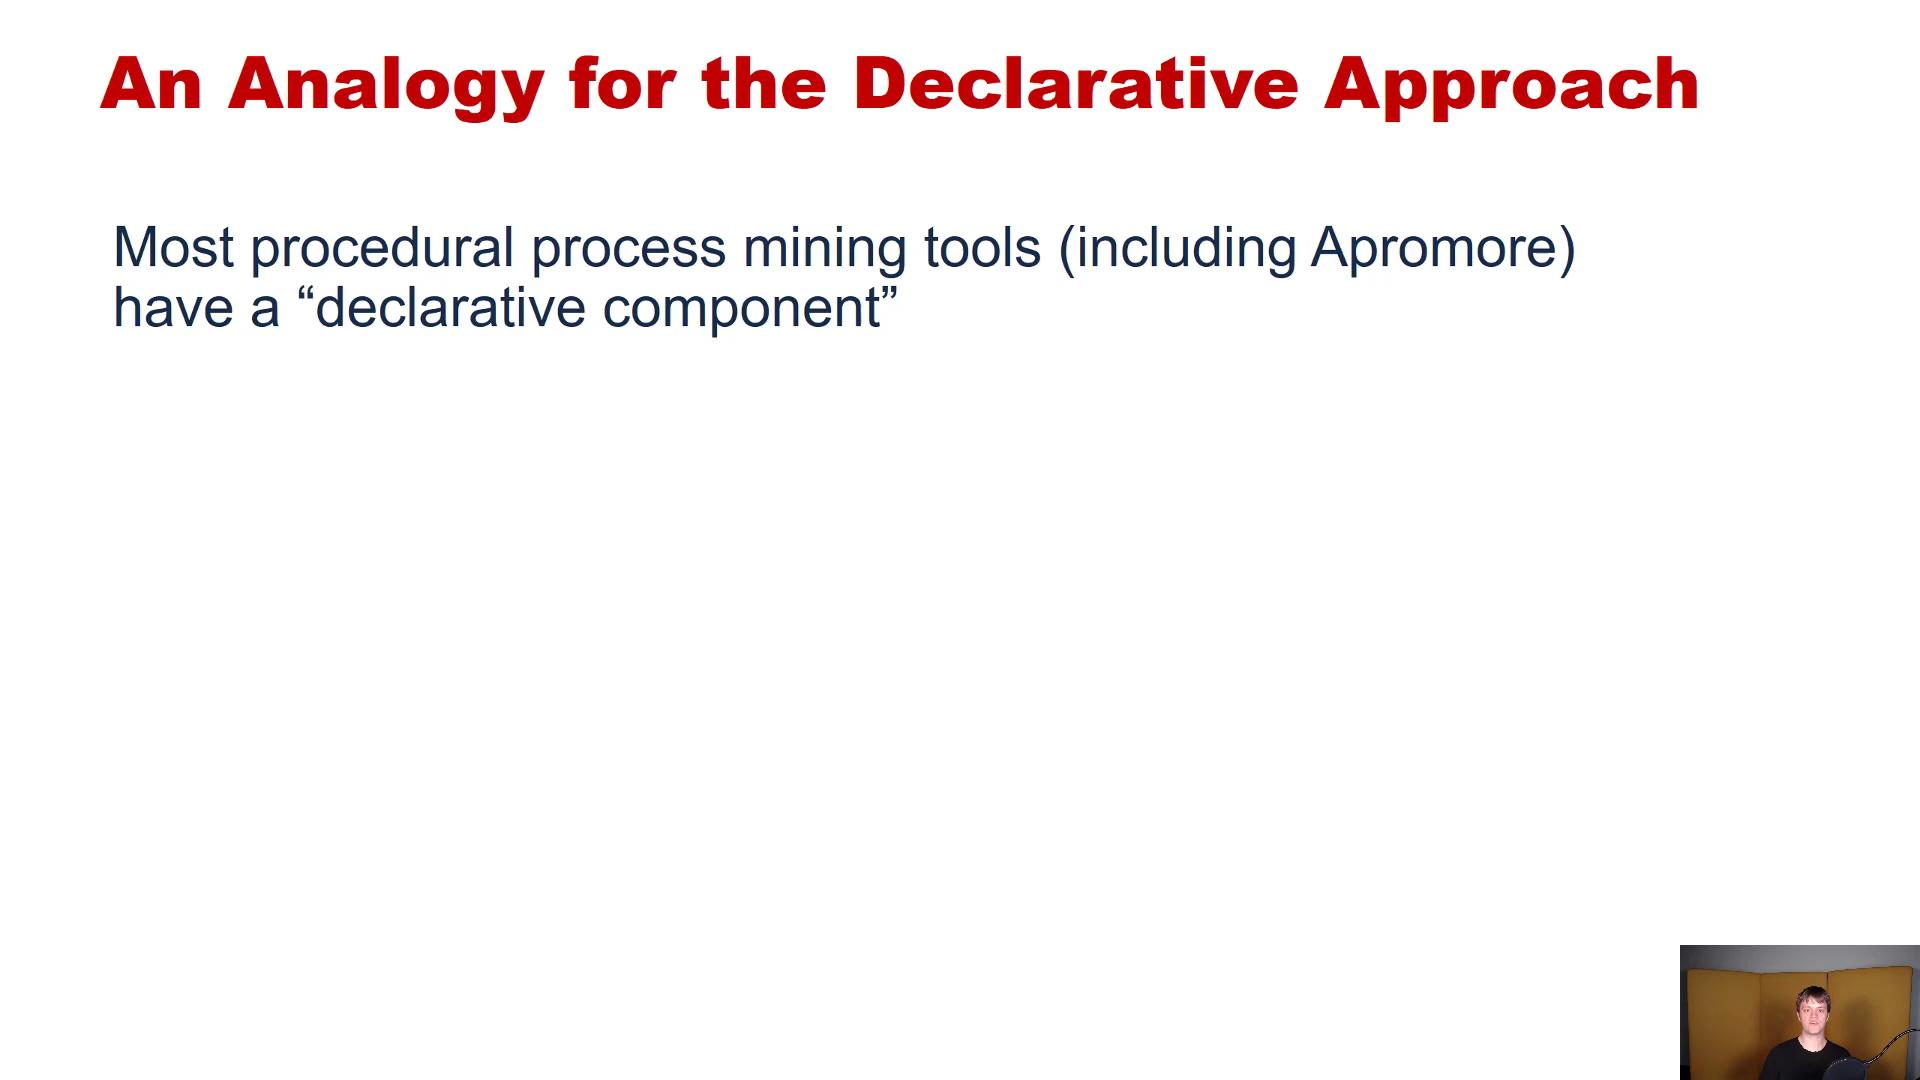 An Analogy for the Declarative Approach
Most procedural process mining tools (including Apromore)
have a “declarative component”